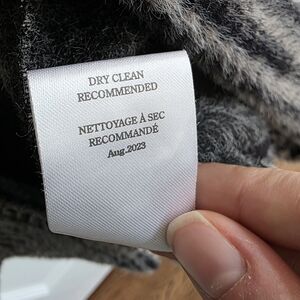 DRY CLEAN
RECOMMENDED
NETTOYAGE À SEC
RECOMMANDÉ
Aug.2023